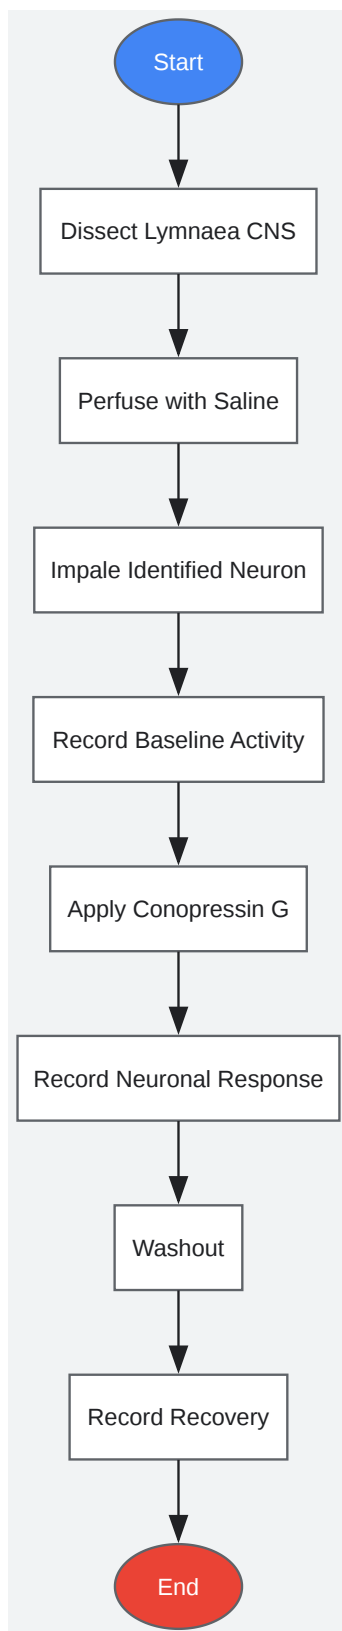 Start
Dissect Lymnaea CNS
Perfuse with Saline
Impale Identified Neuron
Record Baseline Activity
Apply Conopressin G
Record Neuronal Response
Washout
Record Recovery
End